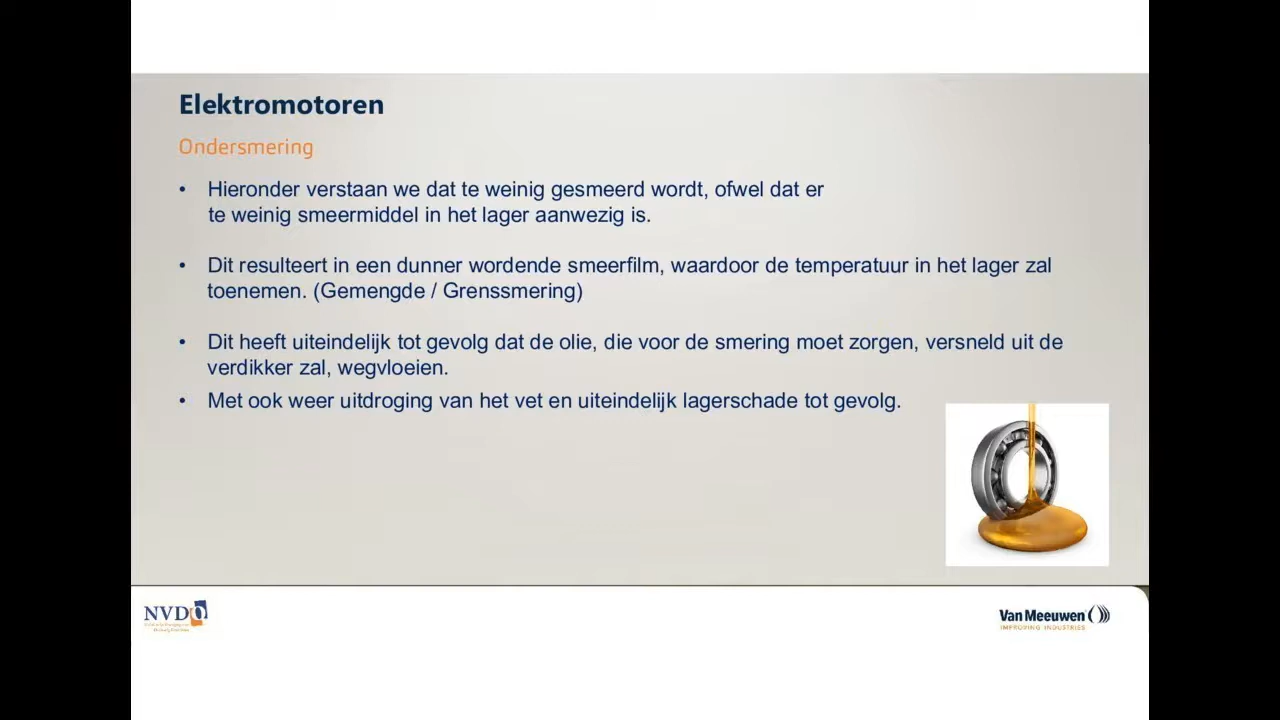 Elektromotoren
Ondersmering
• Hieronder verstaan we dat te weinig gesmeerd wordt, ofwel dat er
te weinig smeermiddel in het lager aanwezig is.
• Dit resulteert in een dunner wordende smeerfilm, waardoor de temperatuur in het lager zal
toenemen. (Gemengde / Grenssmering)
• Dit heeft uiteindelijk tot gevolg dat de olie, die voor de smering moet zorgen, versneld uit de
verdikker zal, wegvloeien.
• Met ook weer uitdroging van het vet en uiteindelijk lagerschade tot gevolg.
NVDO
Van Meeuwen
IMPROVING INDUSTRIES